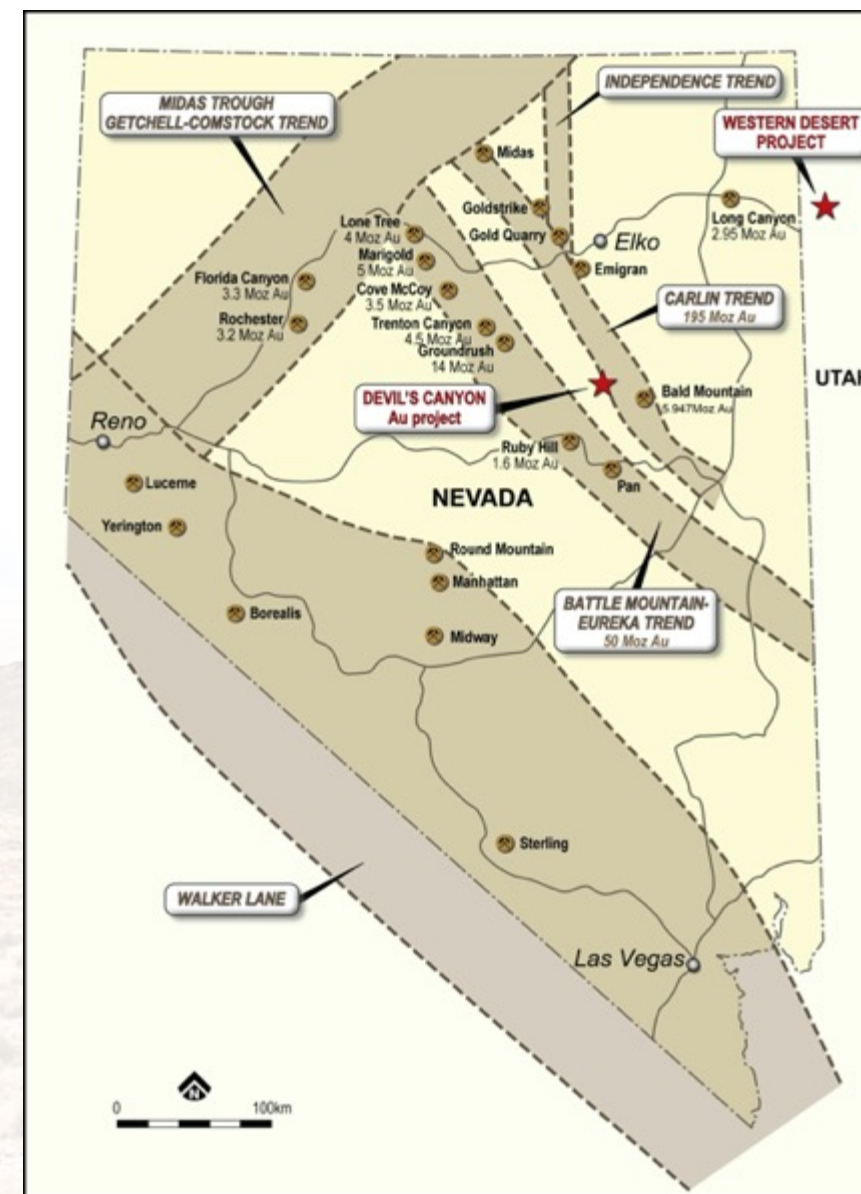 MIDAS TROUGH
GETCHELL-COMSTOCK TREND
INDEPENDENCE TREND
WESTERN DESERT
PROJECT
Midas
Long Canyon
2.95 Moz Au
Goldstrike
Lone Tree
4 Moz Au
Gold Quarry
Elko
Marigold
5 Moz Au
Emigran
Florida Canyon
3.3 Moz Au
Cove McCoy
3.5 Moz Au
CARLIN TREND
195 Moz Au
Rochester
3.2 Moz Au
Trenton Canyon
4.5 Moz Au
Groundrush
14 Moz Au
UTAH
DEVIL'S CANYON
Au project
Bald Mountain
5.947Moz Au
Reno
Ruby Hill
1.6 Moz Au
Pan
Lucerne
NEVADA
Yerington
Round Mountain
Manhattan
BATTLE MOUNTAIN-
EUREKA TREND
50 Moz Au
Borealis
Midway
Sterling
WALKER LANE
Las Vegas
N
0 100km